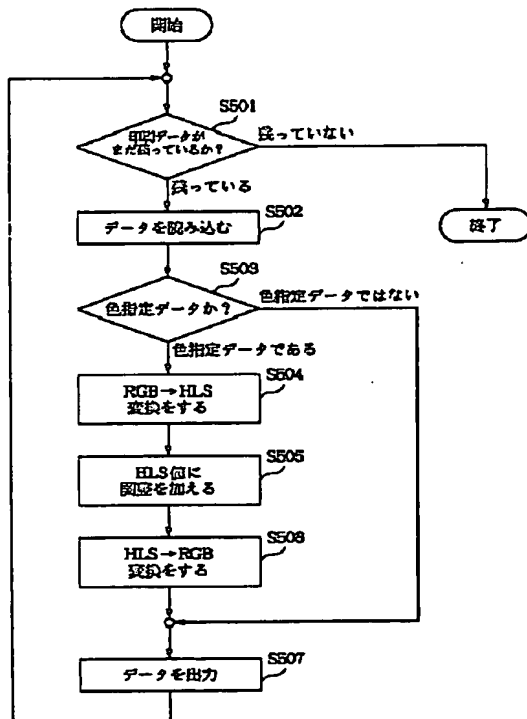 開始
S501
印刷データが
まだ残っているか?
残っていない
残っている
終了
S502
データを読み込む
S503
色指定データか?
色指定データではない
色指定データである
S504
RGB→HLS
変換をする
S505
HLS値に
調整を加える
S506
HLS→RGB
変換をする
S507
データを出力